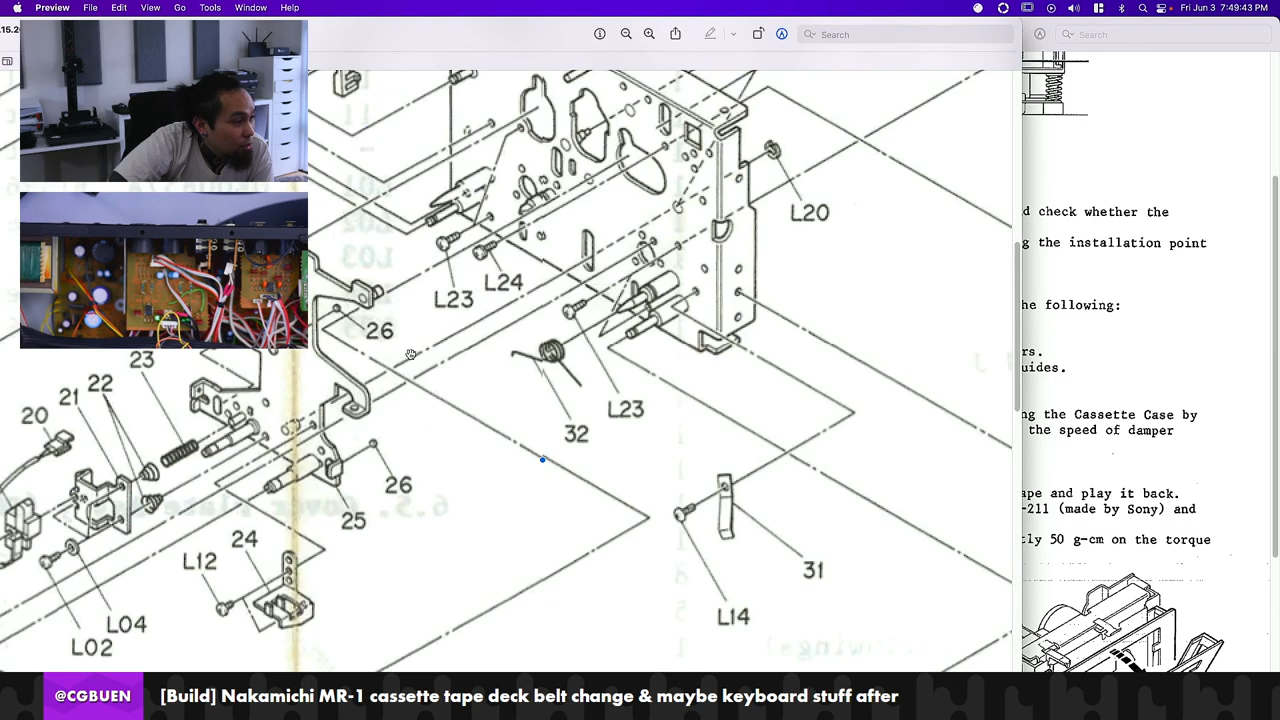 Preview File Edit View Go Tools Window Help
Fri Jun 3 7:49:43 PM
Search
Search
L20
L23
L24
26
23
22
21
20
32
L23
26
25
24
L12
L04
L02
31
L14
d check whether the
g the installation point
he following:
rs.
uides.
ng the Cassette Case by
the speed of damper
ape and play it back.
-211 (made by Sony) and
tly 50 g-cm on the torque
@CGBUEN
[Build] Nakamichi MR-1 cassette tape deck belt change & maybe keyboard stuff after